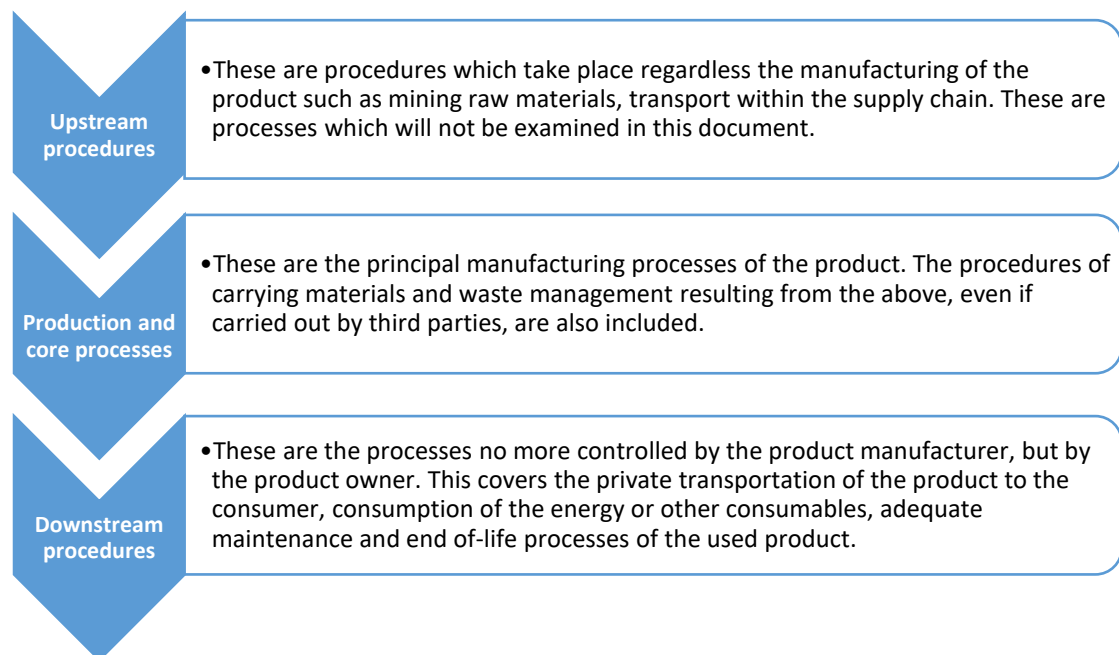 Upstream
procedures
•These are procedures which take place regardless the manufacturing of the
product such as mining raw materials, transport within the supply chain. These are
processes which will not be examined in this document.
Production and
core processes
•These are the principal manufacturing processes of the product. The procedures of
carrying materials and waste management resulting from the above, even if
carried out by third parties, are also included.
Downstream
procedures
•These are the processes no more controlled by the product manufacturer, but by
the product owner. This covers the private transportation of the product to the
consumer, consumption of the energy or other consumables, adequate
maintenance and end of-life processes of the used product.